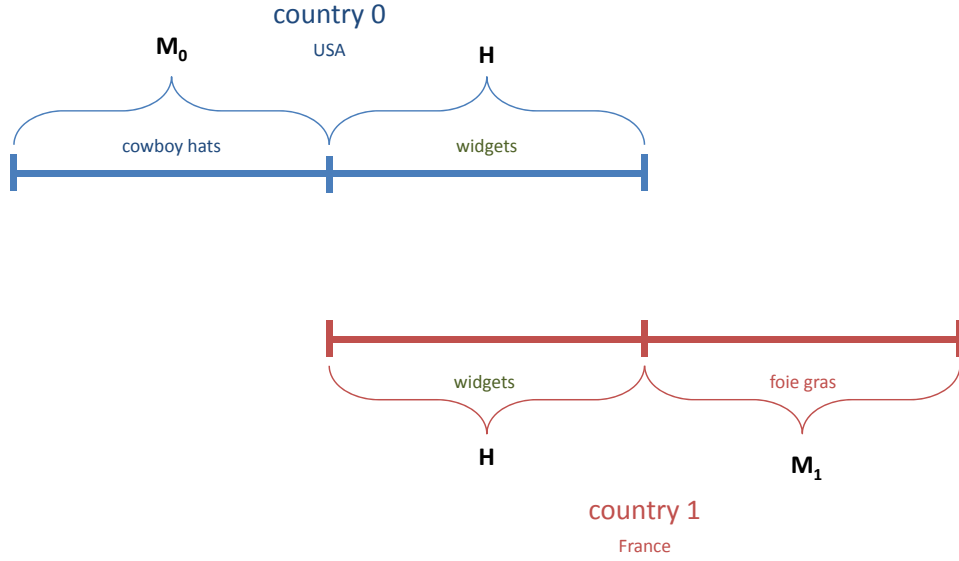 country 0
USA
M₀
H
cowboy hats
widgets
widgets
foie gras
H
M₁
country 1
France